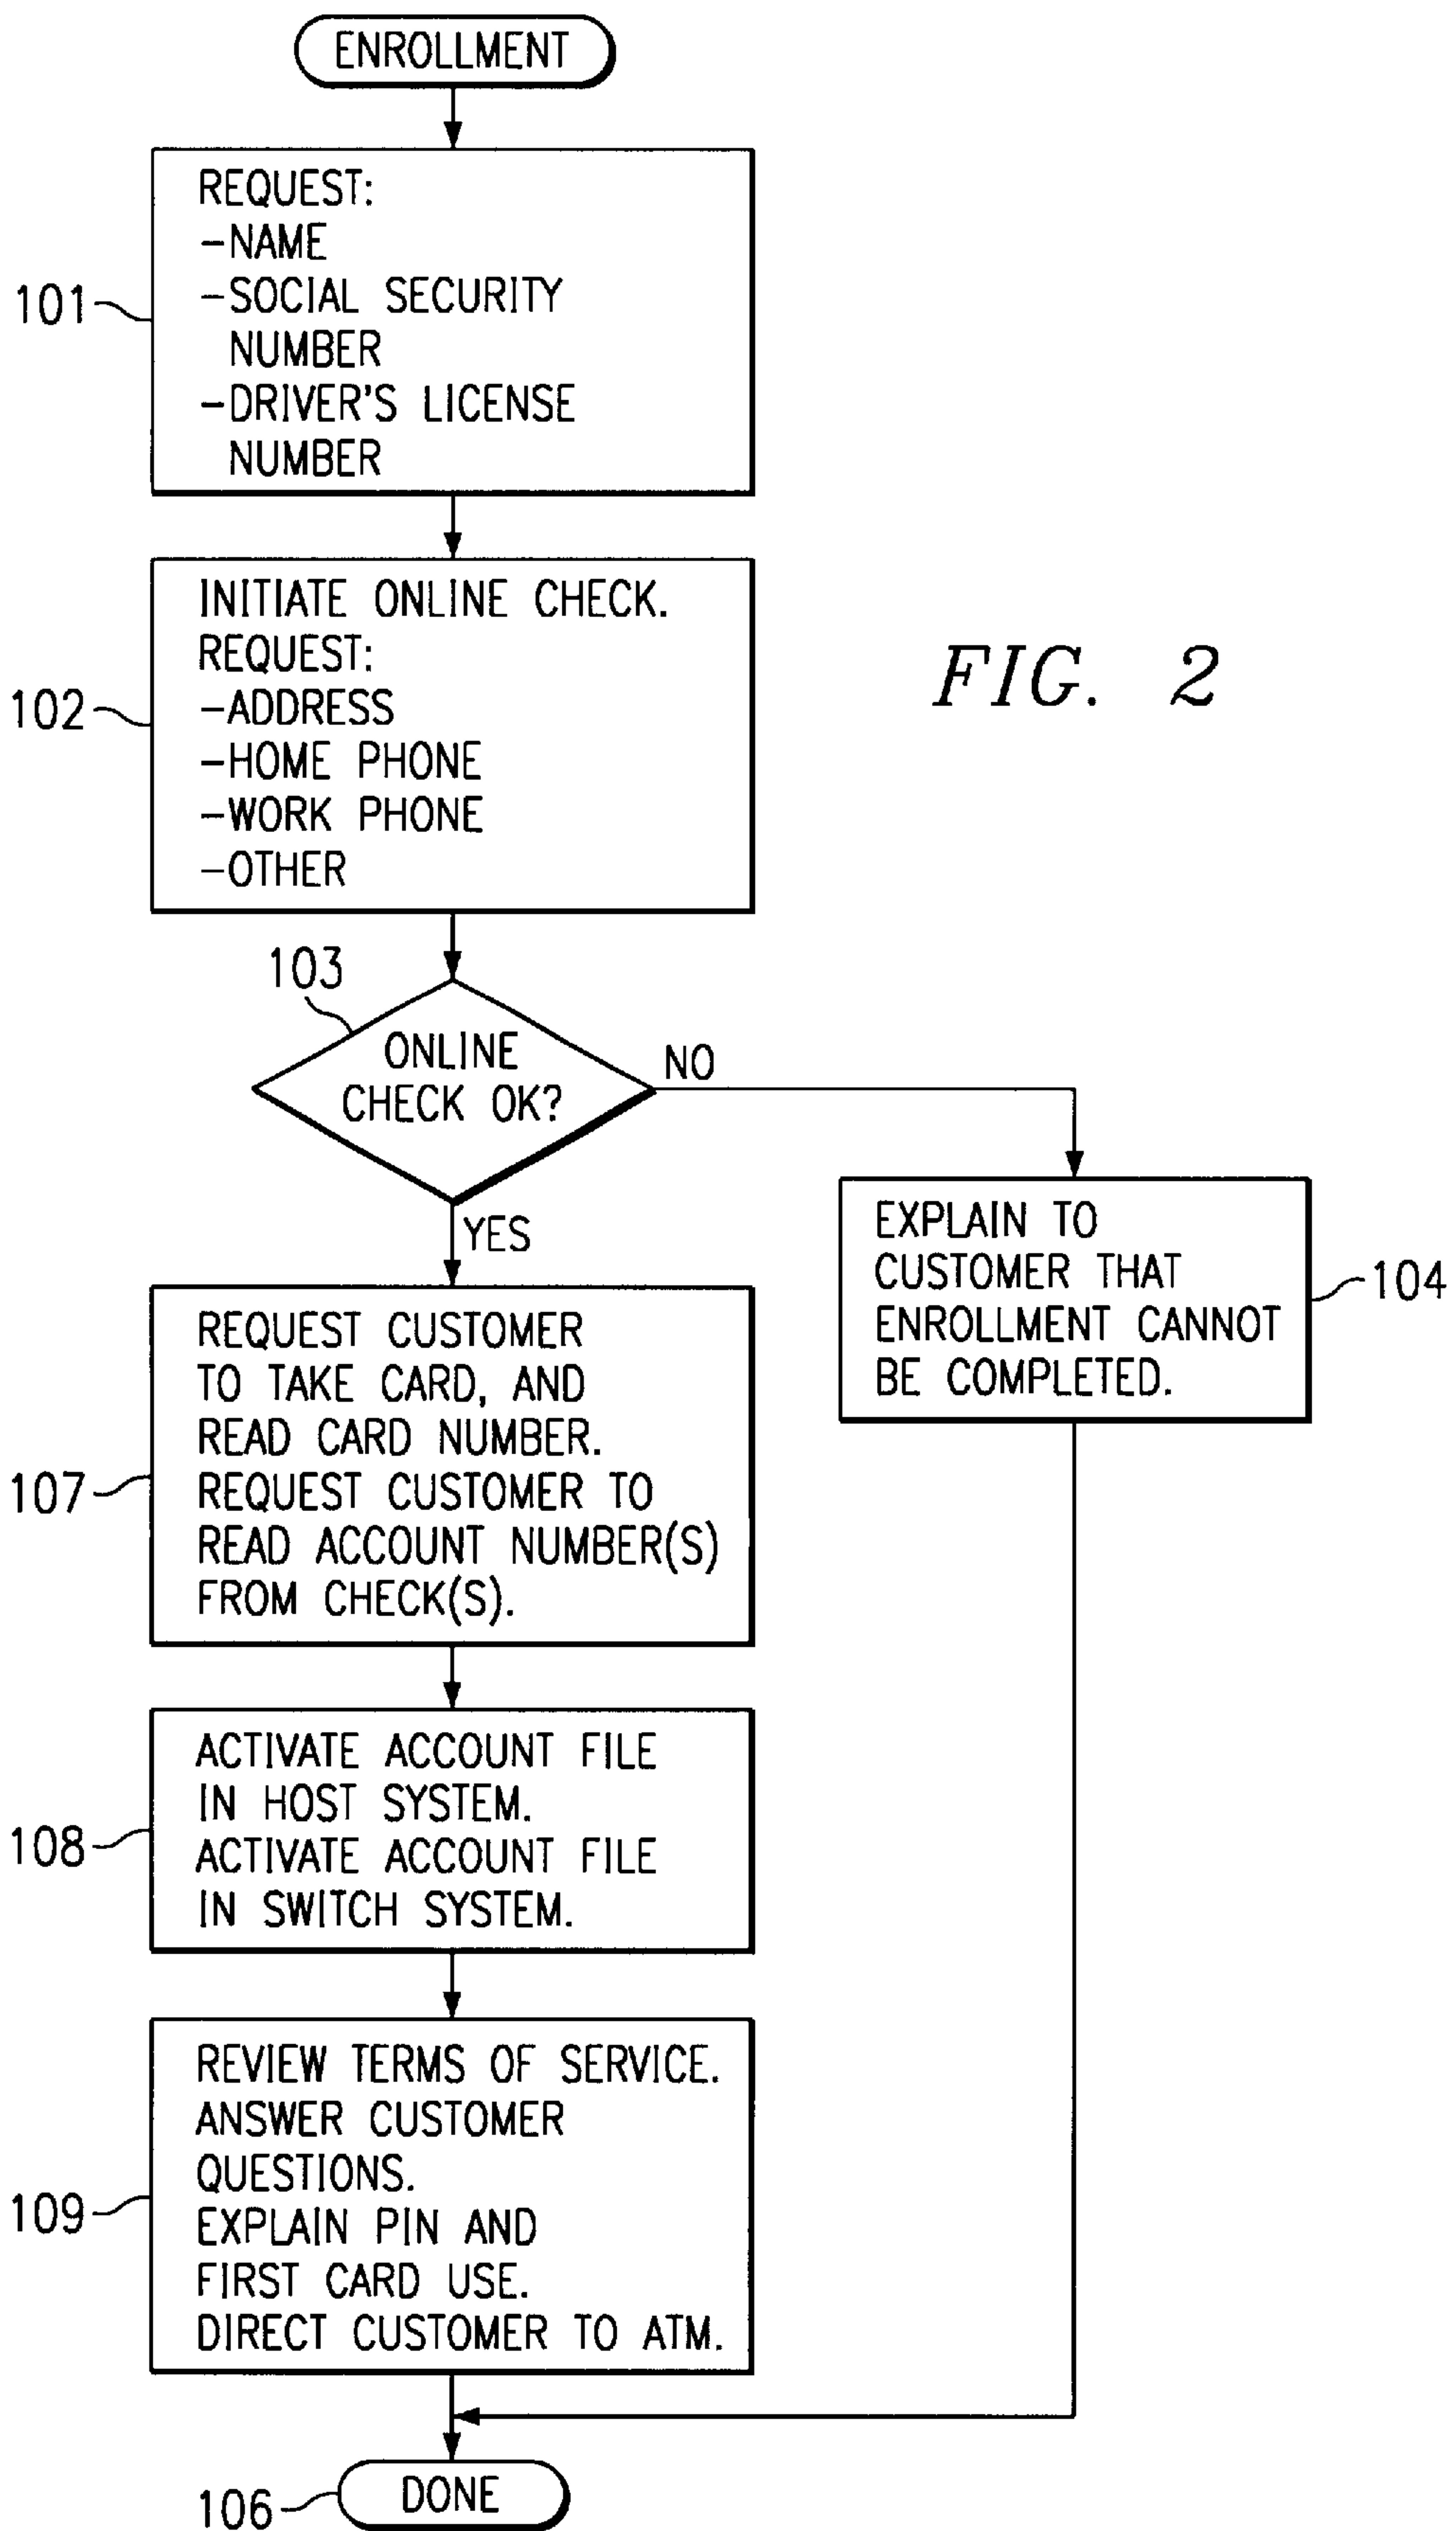 ENROLLMENT
REQUEST:
-NAME
-SOCIAL SECURITY
NUMBER
-DRIVER'S LICENSE
NUMBER
101
INITIATE ONLINE CHECK.
REQUEST:
-ADDRESS
-HOME PHONE
-WORK PHONE
-OTHER
102
FIG. 2
103
ONLINE
CHECK OK?
NO
YES
EXPLAIN TO
CUSTOMER THAT
ENROLLMENT CANNOT
BE COMPLETED.
104
REQUEST CUSTOMER
TO TAKE CARD, AND
READ CARD NUMBER.
REQUEST CUSTOMER TO
READ ACCOUNT NUMBER(S)
FROM CHECK(S).
107
ACTIVATE ACCOUNT FILE
IN HOST SYSTEM.
ACTIVATE ACCOUNT FILE
IN SWITCH SYSTEM.
108
REVIEW TERMS OF SERVICE.
ANSWER CUSTOMER
QUESTIONS.
EXPLAIN PIN AND
FIRST CARD USE.
DIRECT CUSTOMER TO ATM.
109
DONE
106